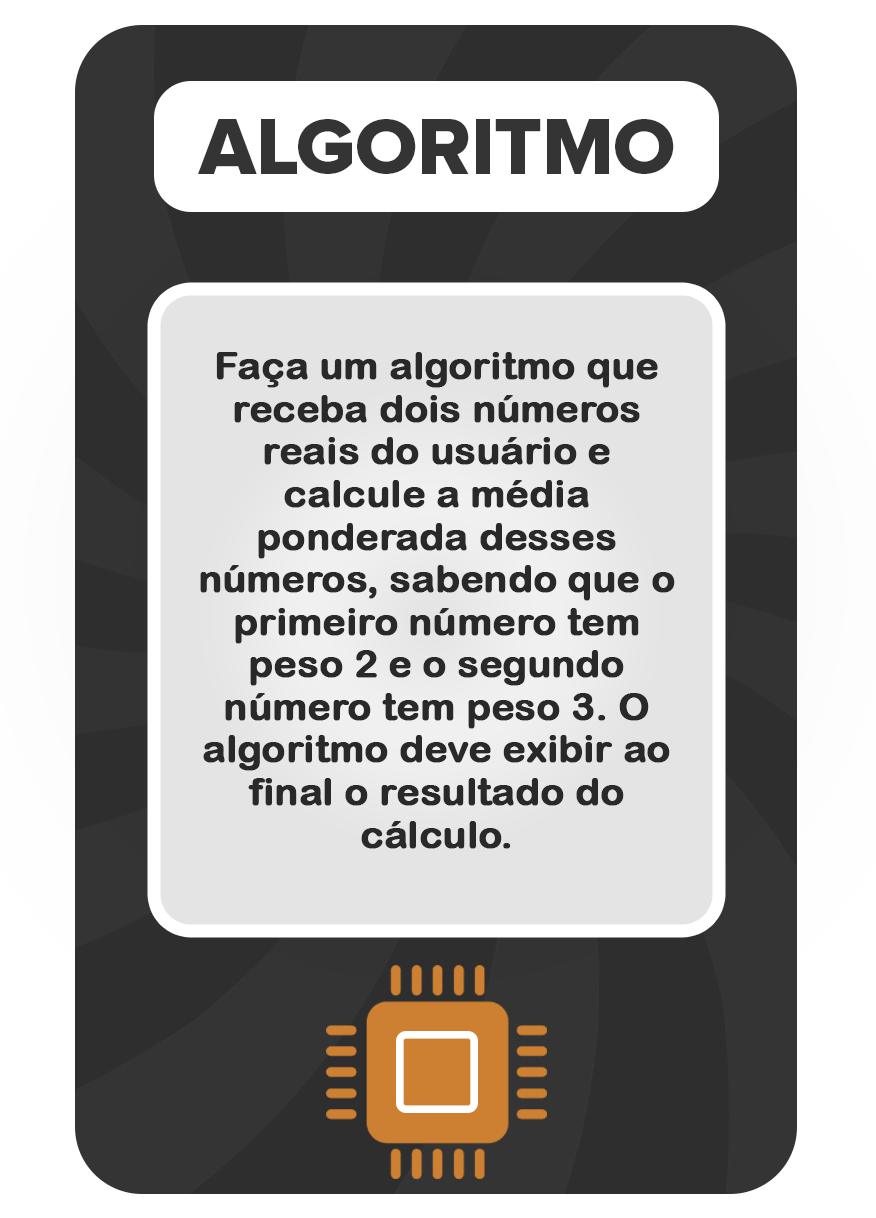 ALGORITMO
Faça um algoritmo que
receba dois números
reais do usuário e
calcule a média
ponderada desses
números, sabendo que o
primeiro número tem
peso 2 e o segundo
número tem peso 3. O
algoritmo deve exibir ao
final o resultado do
cálculo.